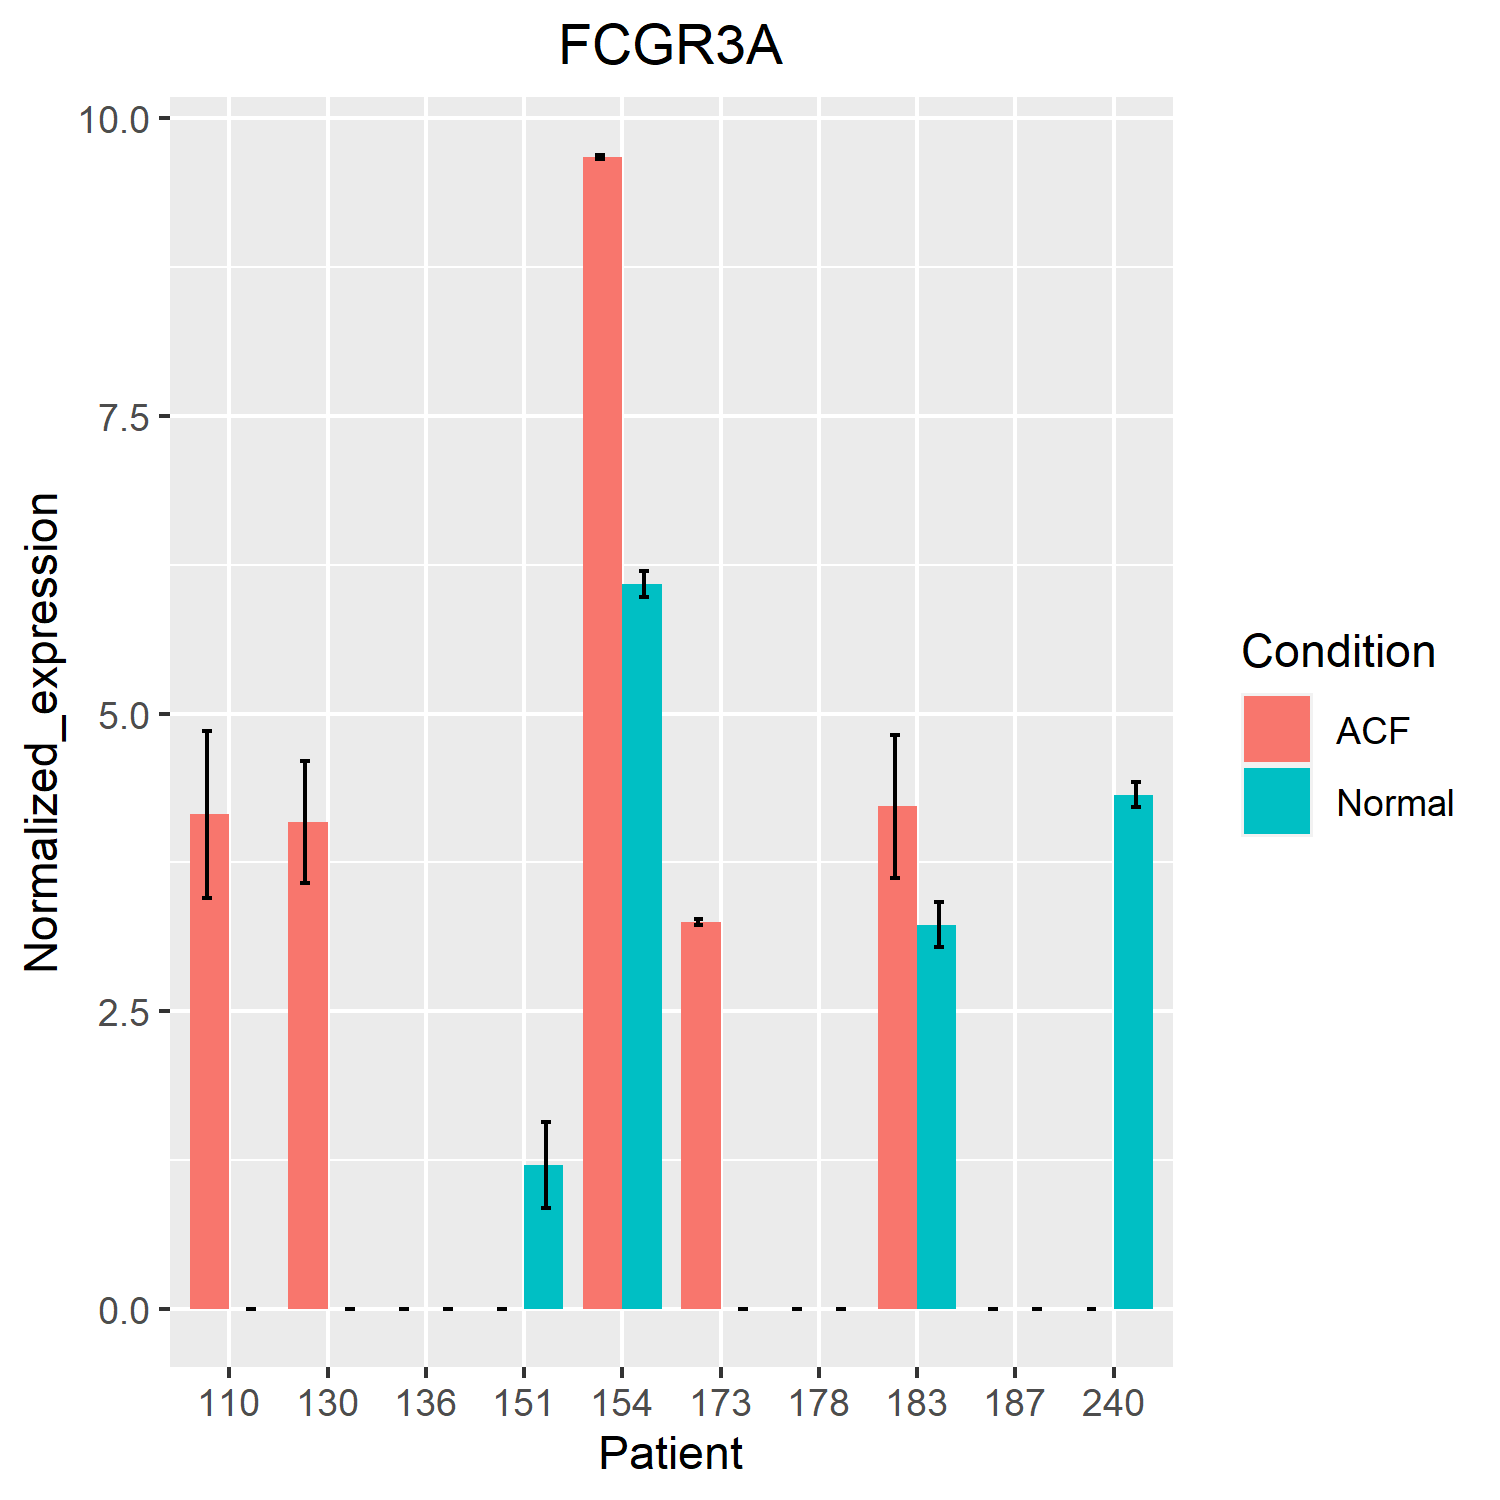 FCGR3A
10.0
7.5
5.0
2.5
0.0
Normalized_expression
110 130 136 151 154 173 178 183 187 240
Patient
Condition
ACF
Normal